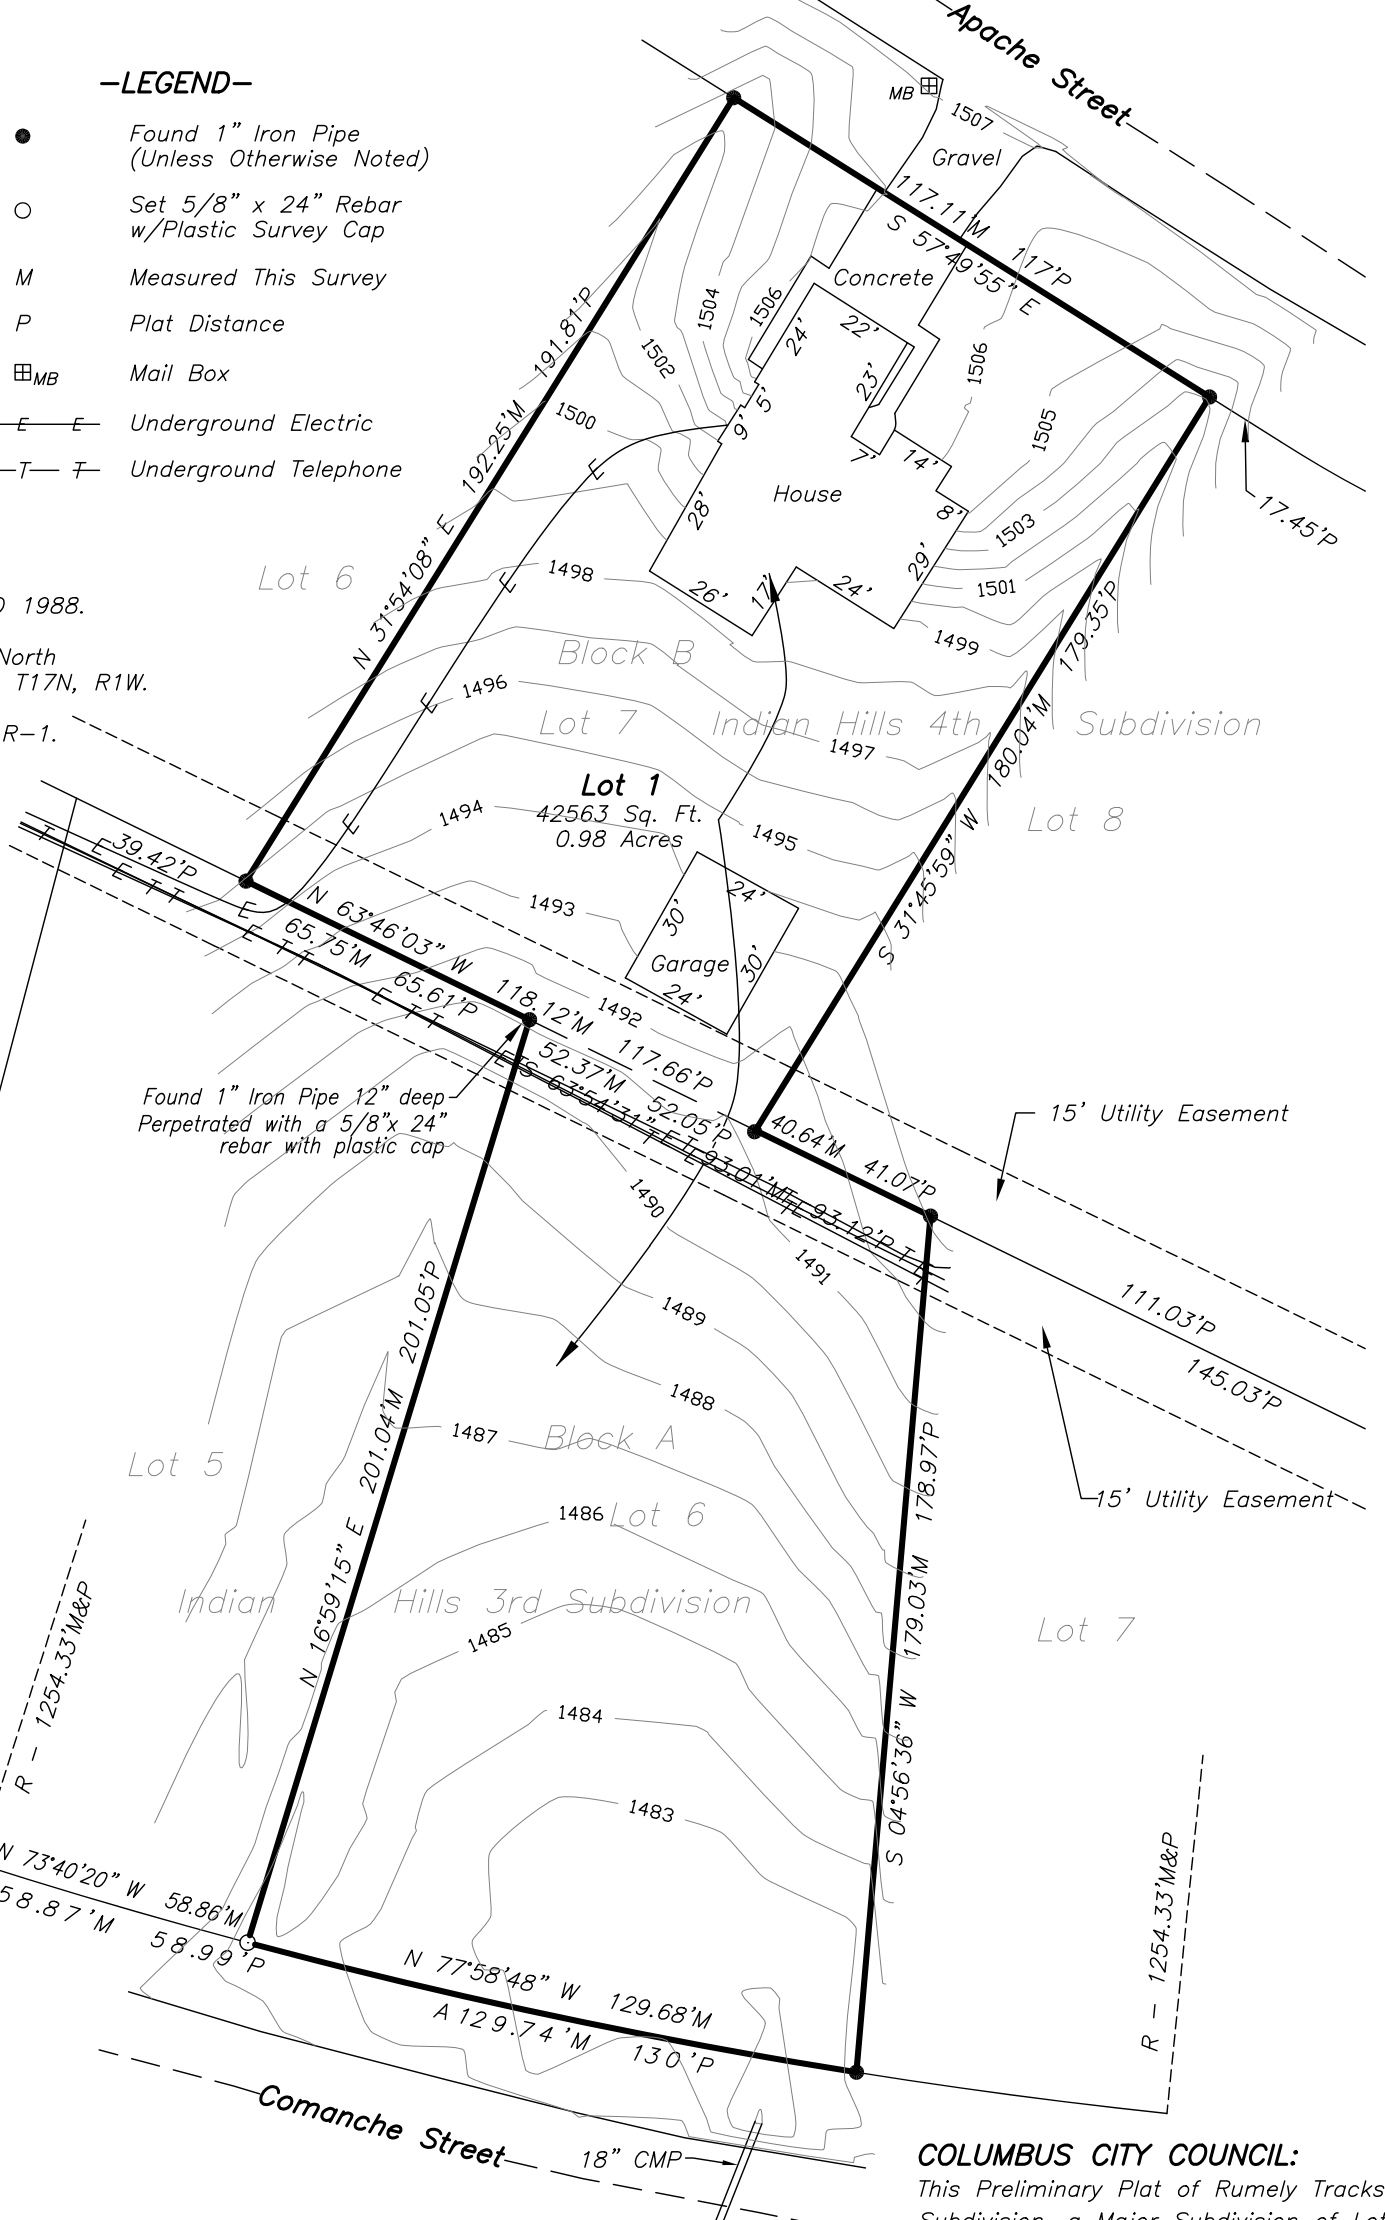 Apache Street
-LEGEND-
Found 1" Iron Pipe
(Unless Otherwise Noted)
Set 5/8" x 24" Rebar
w/Plastic Survey Cap
M Measured This Survey
P Plat Distance
MB Mail Box
E E Underground Electric
T T Underground Telephone
MB
1507
Gravel
117.11'M 117'P
S 57°49'55" E
Concrete
1504
1506
24'
22'
1506
191.81'P
1502
23'
5'
9'
1500
1505
192.25'M
7'
14'
17.45'P
House
28'
8'
1503
29'
N 31°54'08" E
Lot 6
1498
1501
26'
17'
24'
1988.
179.35'P
1499
North
T17N, R1W.
Block B
E
1496
Lot 7 Indian Hills 4th Subdivision
R-1.
1497
180.04'M
Lot 1
42563 Sq. Ft.
0.98 Acres
1494
1495
Lot 8
39.42'P
S 31°45'59" W
24'
1493
30'
N 63°46'03" W
65.75'M 65.61'P
Garage
30'
24'
118.12'M 117.66'P
1492
52.37'M 52.05'P
S 63°54'31" E 93.01'M 93.12'P
Found 1" Iron Pipe 12" deep
Perpetrated with a 5/8"x 24"
rebar with plastic cap
15' Utility Easement
40.64'M 41.07'P
1490
1491
201.05'P
1489
111.03'P
145.03'P
1488
201.04'M
1487
Block A
178.97'P
Lot 5
15' Utility Easement
1486
Lot 6
N 16°59'15" E
179.03'M
Indian Hills 3rd Subdivision
R - 1254.33'M&P
1485
Lot 7
1484
S 04°56'36" W
1483
N 73°40'20" W 58.86'M
58.87'M 58.99'P
R - 1254.33'M&P
N 77°58'48" W 129.68'M
A 129.74'M 130'P
Comanche Street
18" CMP
COLUMBUS CITY COUNCIL:
This Preliminary Plat of Rumely Tracks
Subdivision, a Major Subdivision of Lot